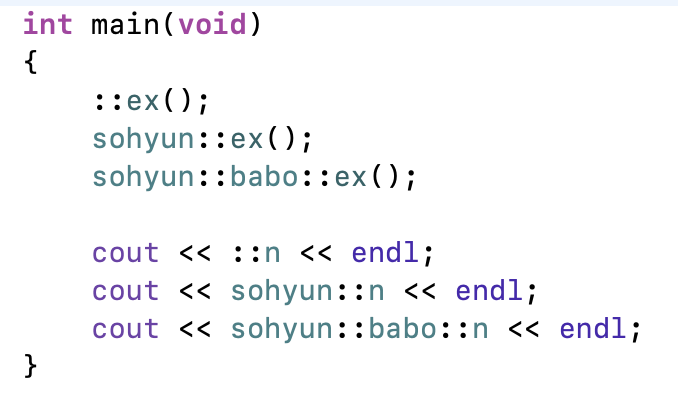 int main(void)
{
    ::ex();
    sohyun::ex();
    sohyun::babo::ex();
    cout << ::n << endl;
    cout << sohyun::n << endl;
    cout << sohyun::babo::n << endl;
}